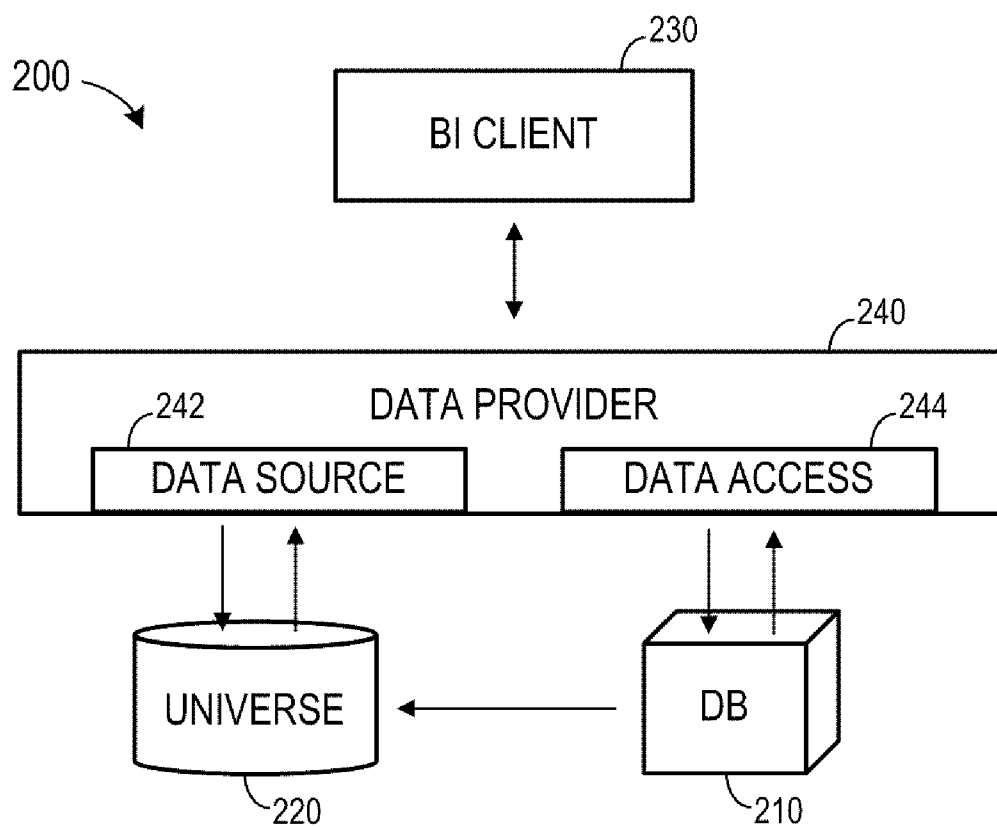 230
200
BI CLIENT
240
DATA PROVIDER
242
244
DATA SOURCE
DATA ACCESS
UNIVERSE
DB
220
210